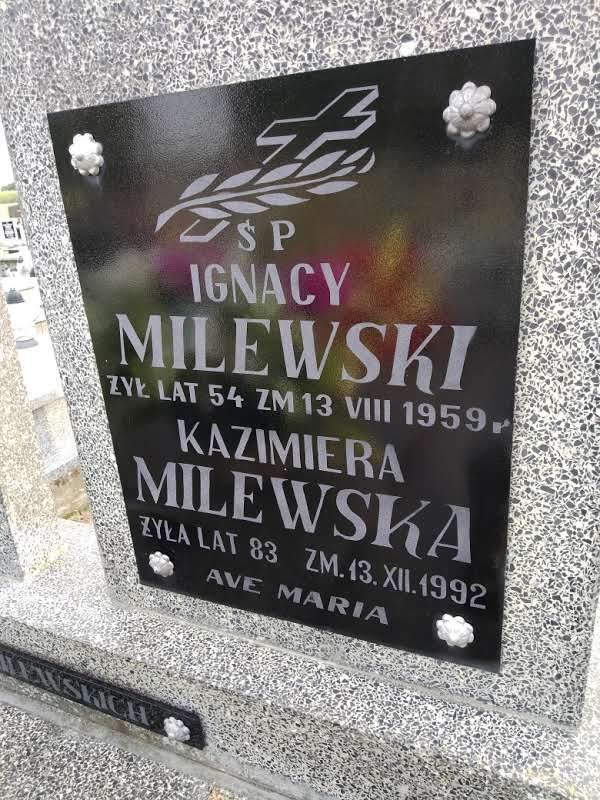 Ś P
IGNACY
MILEWSKI
ŻYŁ LAT 54 ZM 13 VIII 1959 r
KAZIMIERA
MILEWSKA
ŻYŁA LAT 83 ZM. 13. XII. 1992
AVE MARIA
MILEWSKICH